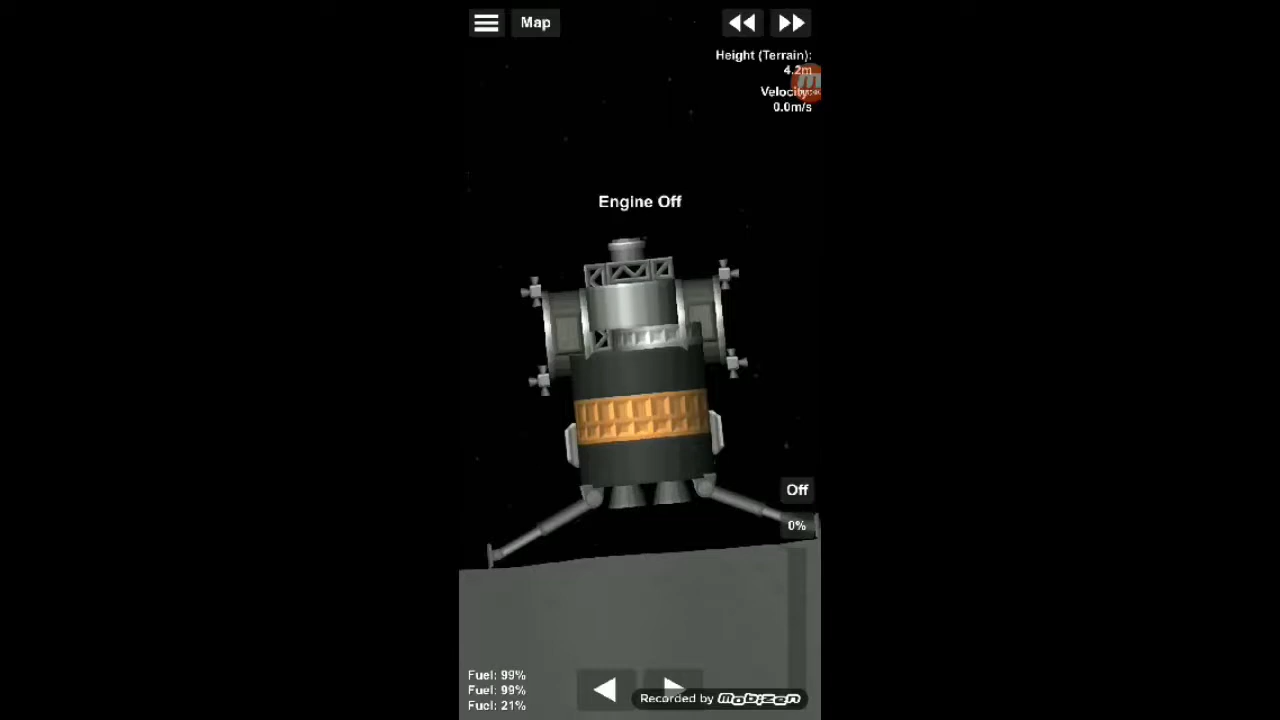 Map
Height (Terrain):
4.2m
Velocity:
0.0m/s
Engine Off
Off
0%
Fuel: 99%
Fuel: 99%
Fuel: 21%
Recorded by Mobizen